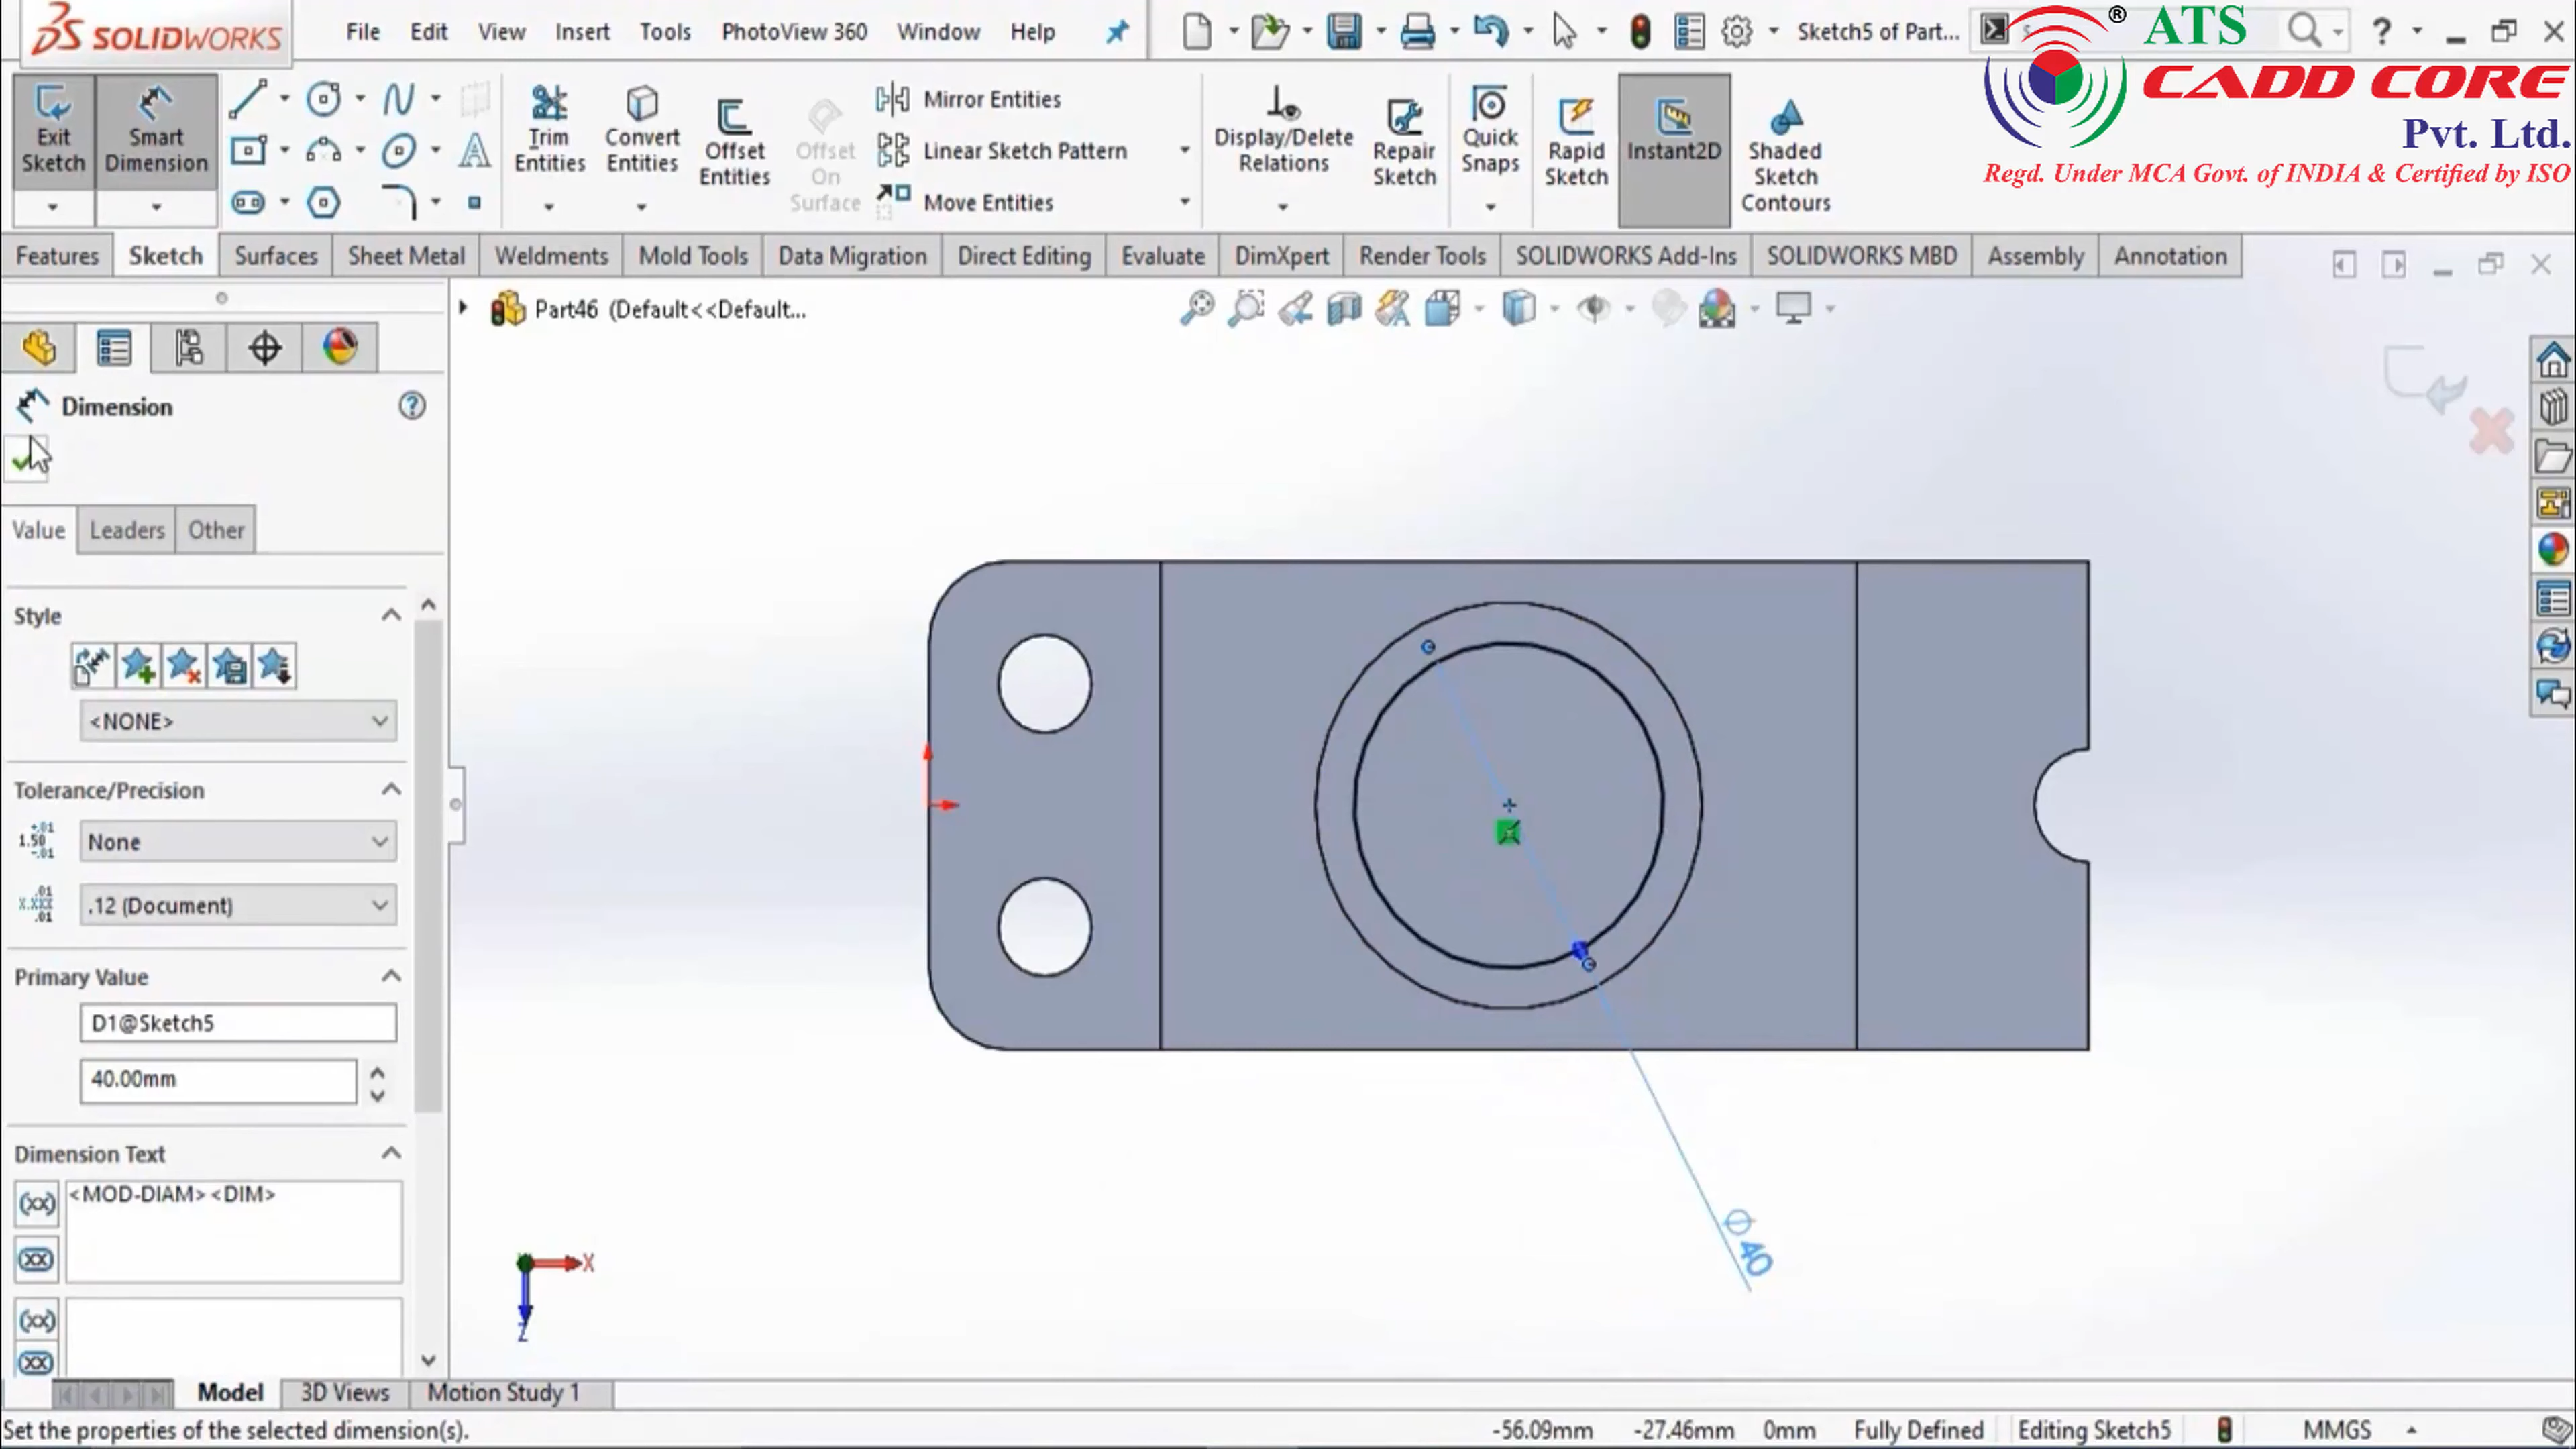 SOLIDWORKS
File Edit View Insert Tools PhotoView 360 Window Help
Sketch5 of Part...
s
?
® ATS
CADD CORE
Pvt. Ltd.
Regd. Under MCA Govt. of INDIA & Certified by ISO
Exit Sketch
Smart Dimension
Trim Entities
Convert Entities
Offset Entities
Offset On Surface
Mirror Entities
Linear Sketch Pattern
Move Entities
Display/Delete Relations
Repair Sketch
Quick Snaps
Rapid Sketch
Instant2D
Shaded Sketch Contours
Features Sketch Surfaces Sheet Metal Weldments Mold Tools Data Migration Direct Editing Evaluate DimXpert Render Tools SOLIDWORKS Add-Ins SOLIDWORKS MBD Assembly Annotation
Part46 (Default<<Default...
Dimension
Value Leaders Other
Style
<NONE>
Tolerance/Precision
None
.12 (Document)
Primary Value
D1@Sketch5
40.00mm
Dimension Text
<MOD-DIAM><DIM>
(xx)
(xx)
(xx)
(xx)
∅40
X
Z
Model 3D Views Motion Study 1
Set the properties of the selected dimension(s).
-56.09mm -27.46mm 0mm Fully Defined Editing Sketch5 MMGS